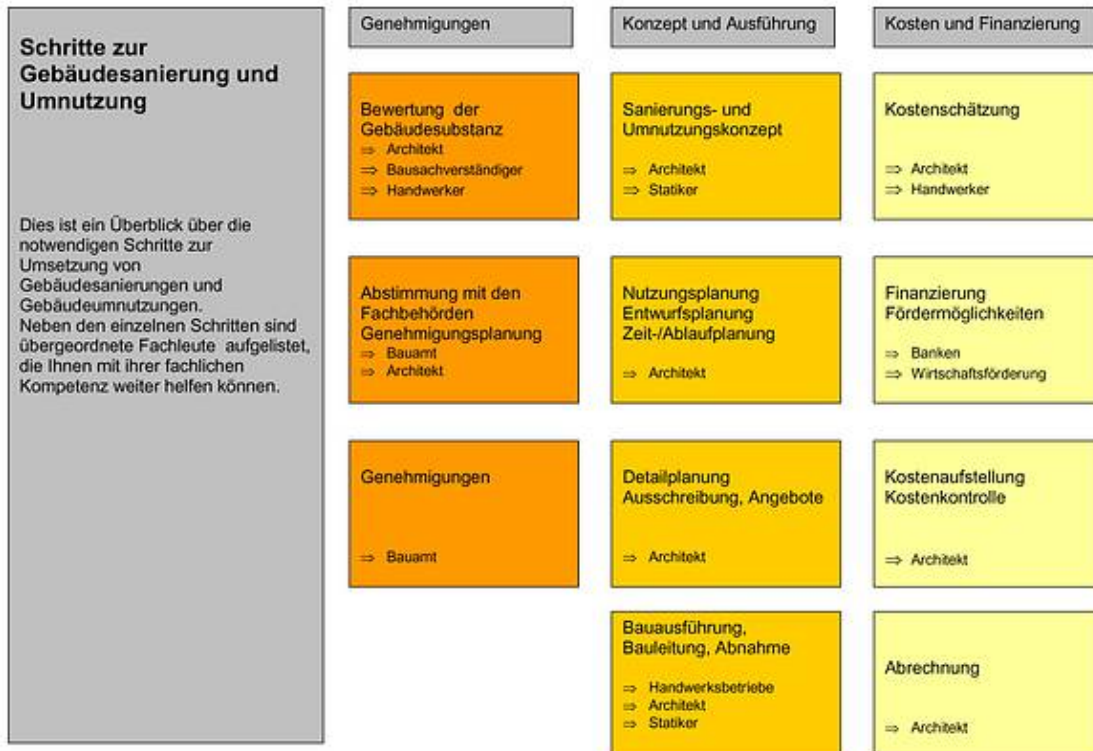 Schritte zur
Gebäudesanierung und
Umnutzung
Dies ist ein Überblick über die
notwendigen Schritte zur
Umsetzung von
Gebäudesanierungen und
Gebäudeumnutzungen.
Neben den einzelnen Schritten sind
übergeordnete Fachleute aufgelistet,
die Ihnen mit ihrer fachlichen
Kompetenz weiter helfen können.
Genehmigungen
Bewertung der
Gebäudesubstanz
⇒ Architekt
⇒ Bausachverständiger
⇒ Handwerker
Abstimmung mit den
Fachbehörden
Genehmigungsplanung
⇒ Bauamt
⇒ Architekt
Genehmigungen
⇒ Bauamt
Konzept und Ausführung
Sanierungs- und
Umnutzungskonzept
⇒ Architekt
⇒ Statiker
Nutzungsplanung
Entwurfsplanung
Zeit-/Ablaufplanung
⇒ Architekt
Detailplanung
Ausschreibung, Angebote
⇒ Architekt
Bauausführung,
Bauleitung, Abnahme
⇒ Handwerksbetriebe
⇒ Architekt
⇒ Statiker
Kosten und Finanzierung
Kostenschätzung
⇒ Architekt
⇒ Handwerker
Finanzierung
Fördermöglichkeiten
⇒ Banken
⇒ Wirtschaftsförderung
Kostenaufstellung
Kostenkontrolle
⇒ Architekt
Abrechnung
⇒ Architekt